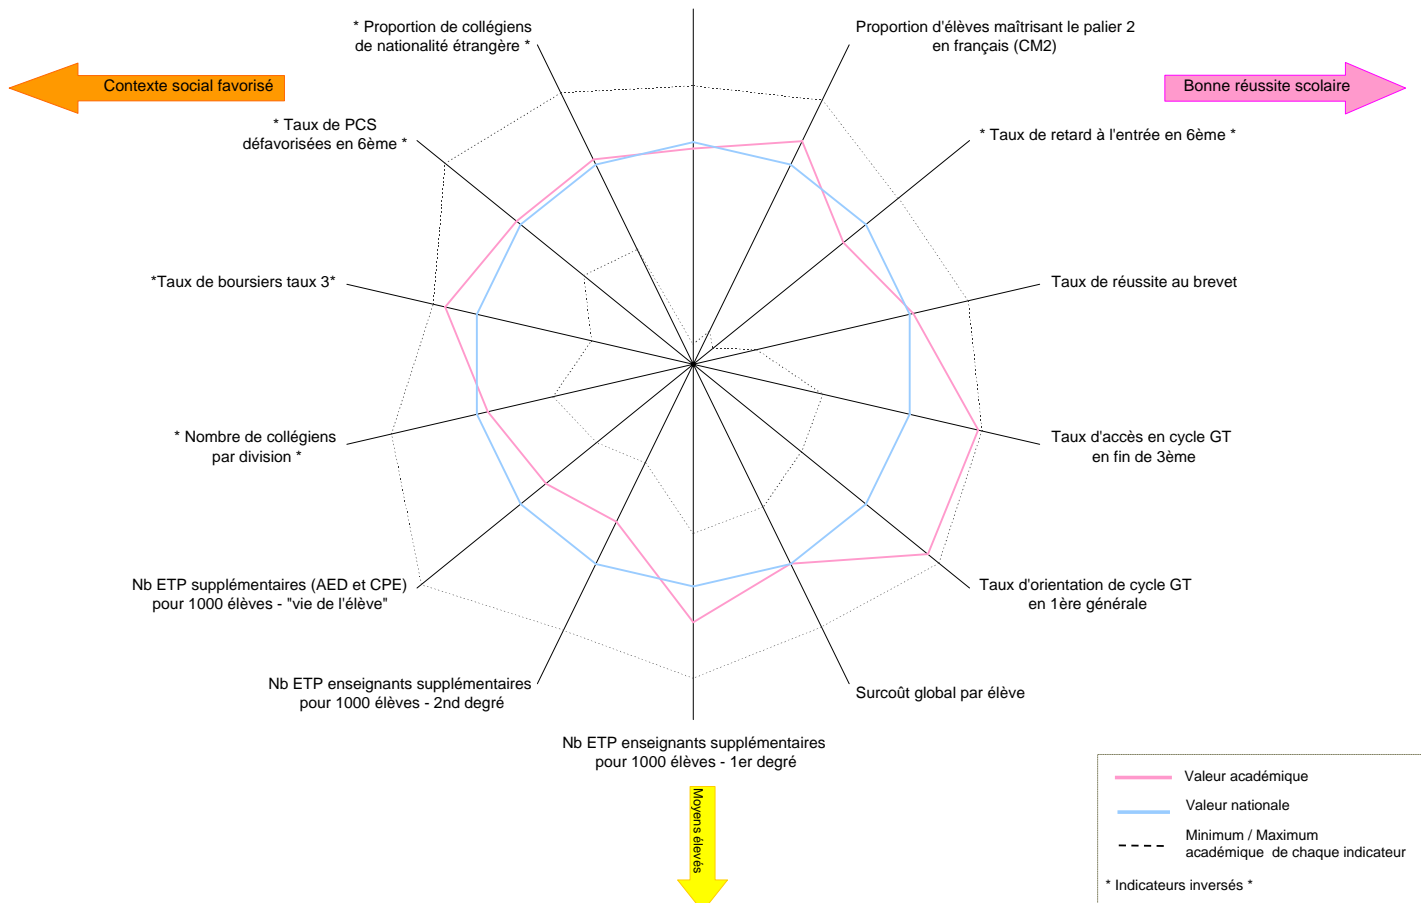 * Proportion de collégiens
de nationalité étrangère *
Proportion d'élèves maîtrisant le palier 2
en français (CM2)
Contexte social favorisé
Bonne réussite scolaire
* Taux de PCS
défavorisées en 6ème *
* Taux de retard à l'entrée en 6ème *
*Taux de boursiers taux 3*
Taux de réussite au brevet
* Nombre de collégiens
par division *
Taux d'accès en cycle GT
en fin de 3ème
Nb ETP supplémentaires (AED et CPE)
pour 1000 élèves - "vie de l'élève"
Taux d'orientation de cycle GT
en 1ère générale
Nb ETP enseignants supplémentaires
pour 1000 élèves - 2nd degré
Surcoût global par élève
Nb ETP enseignants supplémentaires
pour 1000 élèves - 1er degré
Moyens élevés
Valeur académique
Valeur nationale
Minimum / Maximum
académique de chaque indicateur
* Indicateurs inversés *